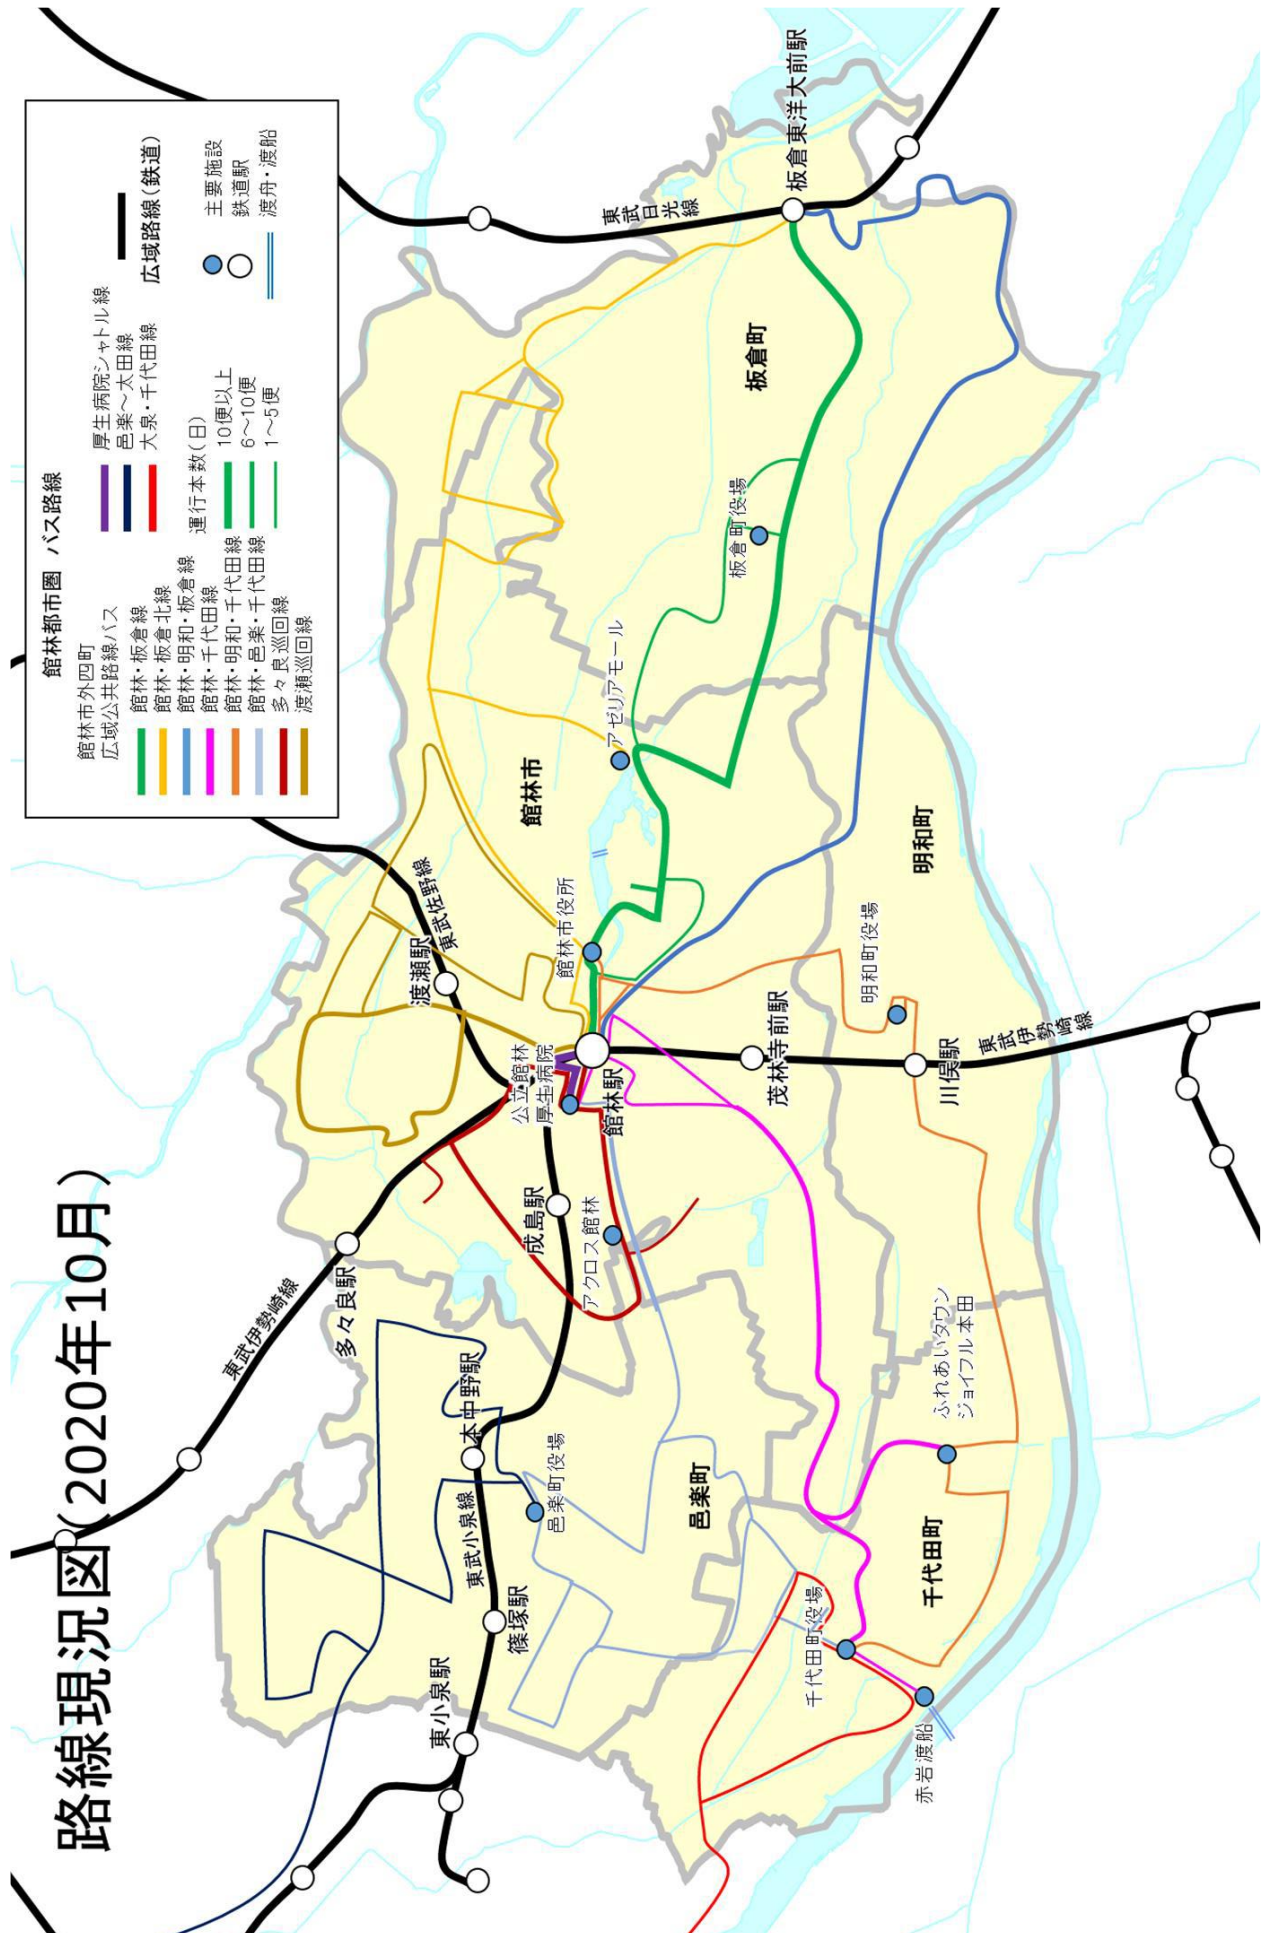 路線現況図(2020年10月)
館林都市圏 バス路線
館林市外四町
広域公共路線バス
館林・板倉線
館林・板倉北線
館林・明和・板倉線
館林・千代田線
館林・明和・千代田線
館林・邑楽・千代田線
多々良巡回線
渡瀬巡回線
厚生病院シャトル線
邑楽～太田線
大泉・千代田線
運行本数(日)
10便以上
6～10便
1～5便
広域路線(鉄道)
主要施設
鉄道駅
渡舟・渡船
東武伊勢崎線
多々良駅
東武佐野線
渡瀬駅
東武日光線
板倉東洋大前駅
館林市
板倉町
板倉町役場
アゼリアモール
館林市役所
公立館林
厚生病院
館林駅
成島駅
アクロス館林
本中野駅
邑楽町役場
東武小泉線
篠塚駅
東小泉駅
邑楽町
茂林寺前駅
明和町
明和町役場
川俣駅
東武伊勢崎線
ふれあいタウン
ジョイフル本田
千代田町
千代田町役場
赤岩渡船